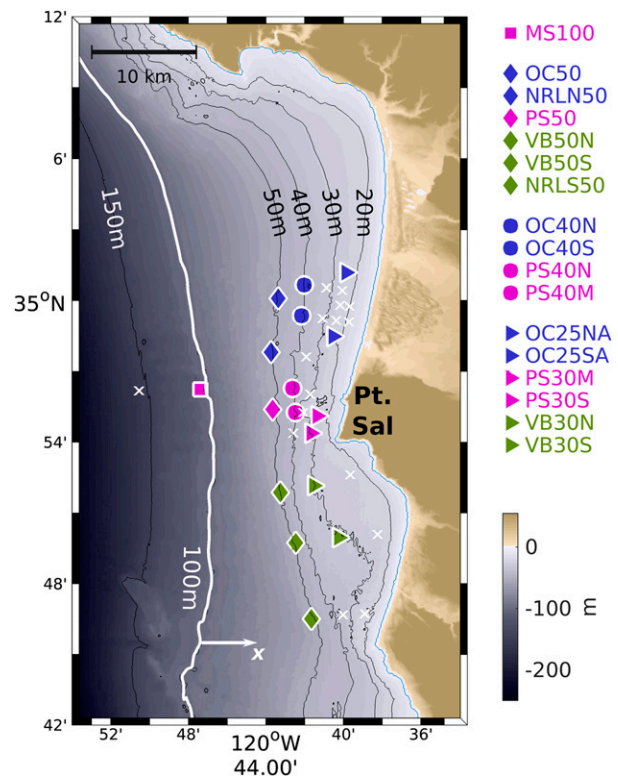 12'
10 km
6'
150m
50m
40m
30m
20m
35°N
Pt.
Sal
54'
100m
48'
x
42'
52'
48'
120°W
44.00'
40'
36'
MS100
OC50
NRLN50
PS50
VB50N
VB50S
NRLS50
OC40N
OC40S
PS40N
PS40M
OC25NA
OC25SA
PS30M
PS30S
VB30N
VB30S
0
-100
-200
m